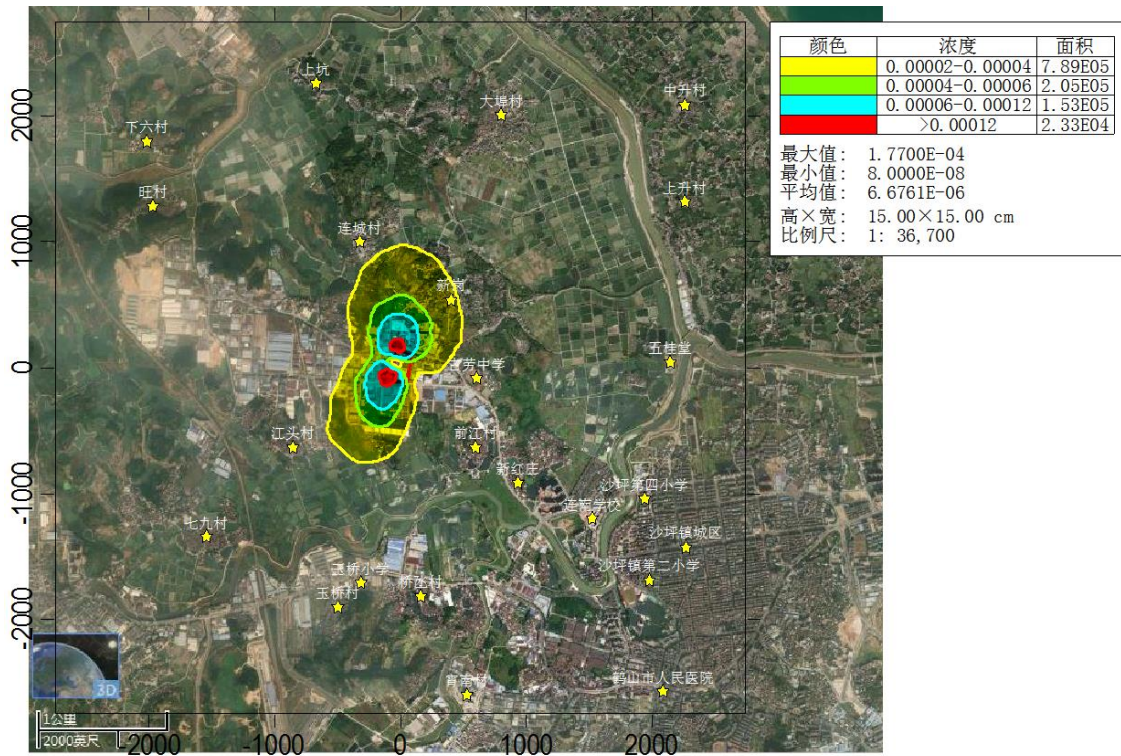 颜色 浓度 面积
0.00002-0.00004 7.89E05
0.00004-0.00006 2.05E05
0.00006-0.00012 1.53E05
>0.00012 2.33E04
最大值: 1.7700E-04
最小值: 8.0000E-08
平均值: 6.6761E-06
高×宽: 15.00×15.00 cm
比例尺: 1: 36,700
上坑
大埠村
中升村
2000
下六村
旺村
上升村
连城村
1000
新岗
五桂堂
0
劳中学
江头村
前江村
新红庄
沙坪第四小学
-1000
七九村
沙坪镇城区
玉桥小学
沙坪镇第二小学
玉桥村
-2000
鹤山市人民医院
3D
1公里
2000英尺
-2000 -1000 0 1000 2000